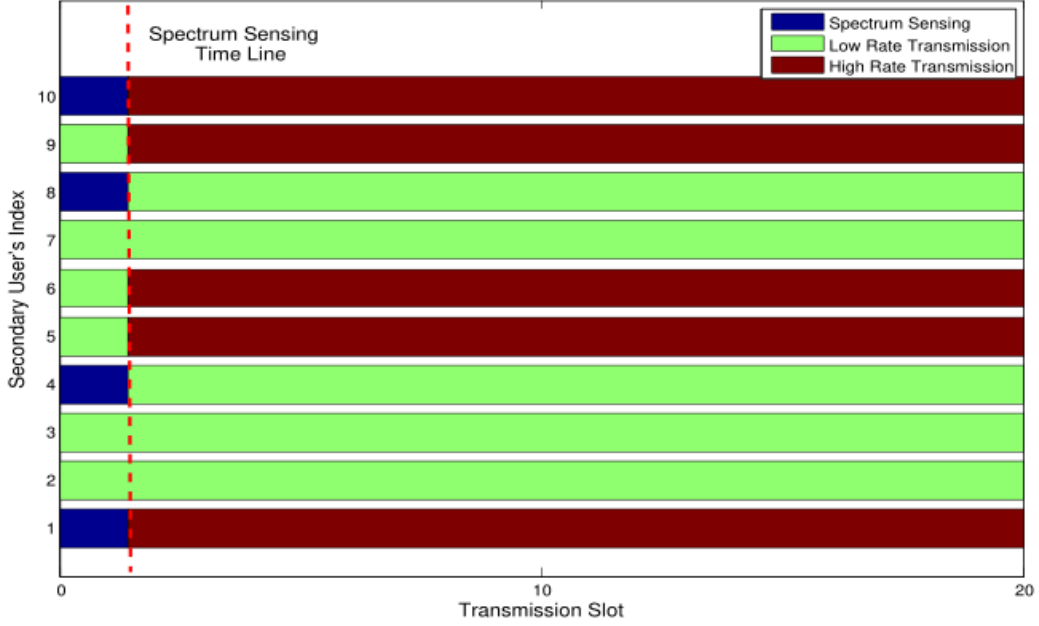 Spectrum Sensing
Time Line
Spectrum Sensing
Low Rate Transmission
High Rate Transmission
Secondary User's Index
10
9
8
7
6
5
4
3
2
1
0
10
20
Transmission Slot